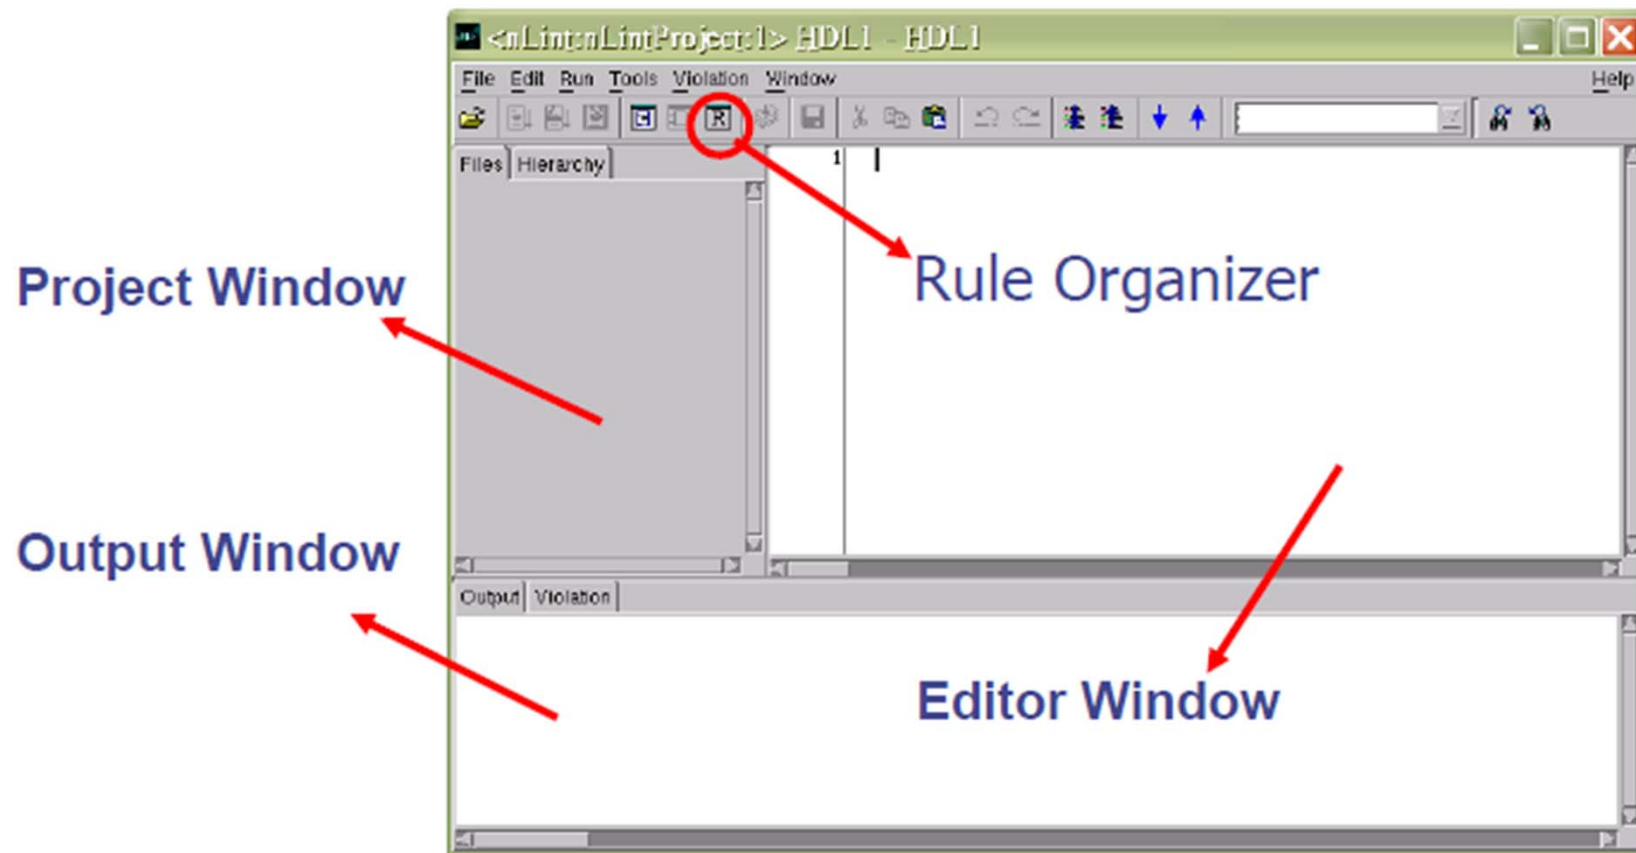 <nLint:nLintProject:1> HDL1 - HDL1
File Edit Run Tools Violation Window Help
R
Files Hierarchy
1
Project Window
Rule Organizer
Output Window
Output Violation
Editor Window